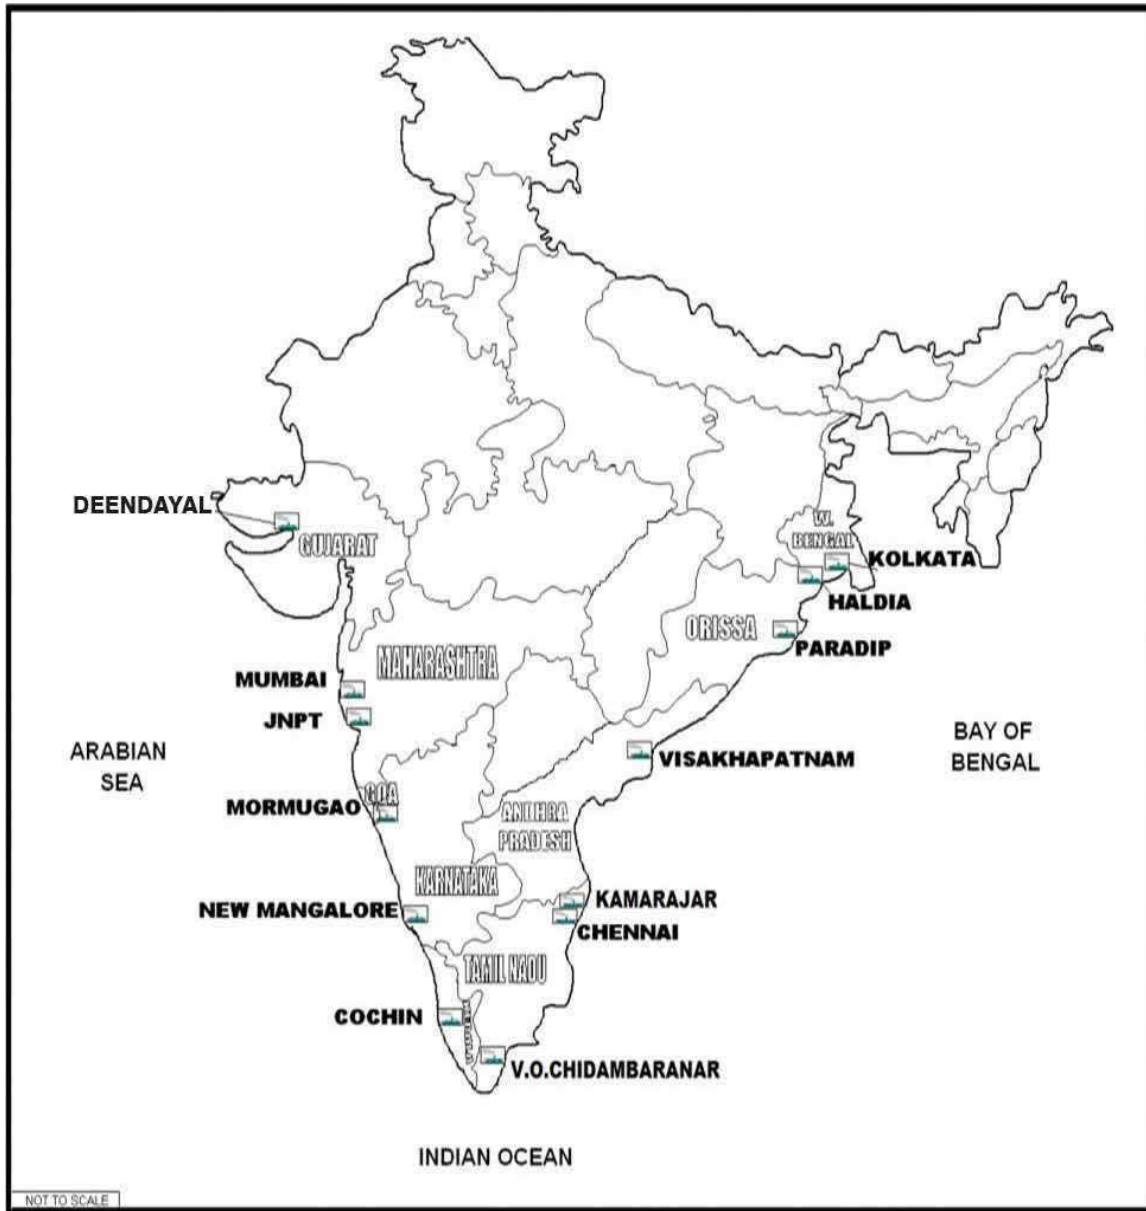 DEENDAYAL
GUJARAT
W.
BENGAL
KOLKATA
HALDIA
ORISSA
PARADIP
MAHARASHTRA
MUMBAI
JNPT
ARABIAN
SEA
BAY OF
BENGAL
VISAKHAPATNAM
GOA
MORMUGAO
ANDHRA
PRADESH
KARNATAKA
KAMARAJAR
NEW MANGALORE
CHENNAI
TAMIL NADU
COCHIN
V.O.CHIDAMBARANAR
INDIAN OCEAN
NOT TO SCALE